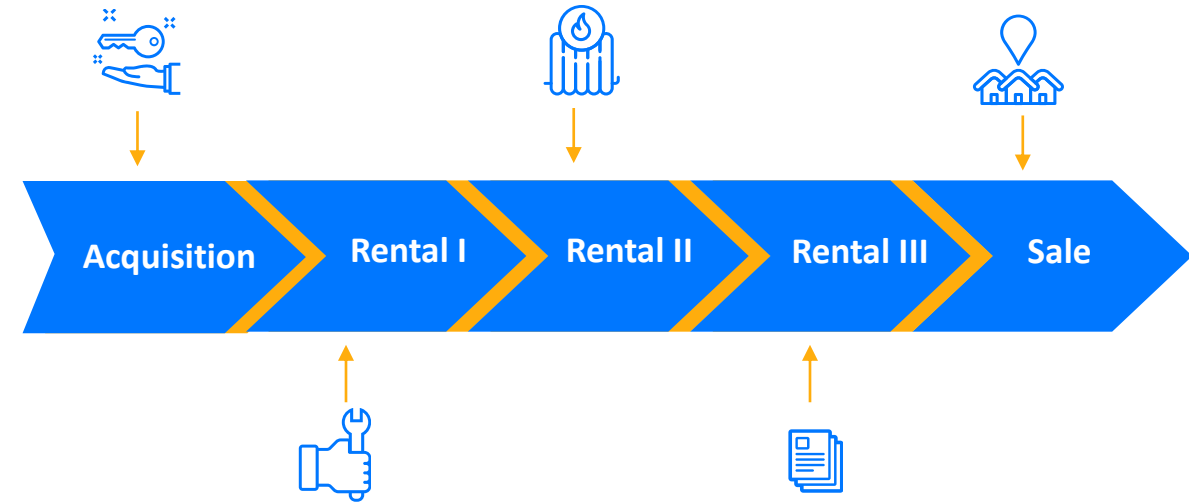 Acquisition
Rental I
Rental II
Rental III
Sale